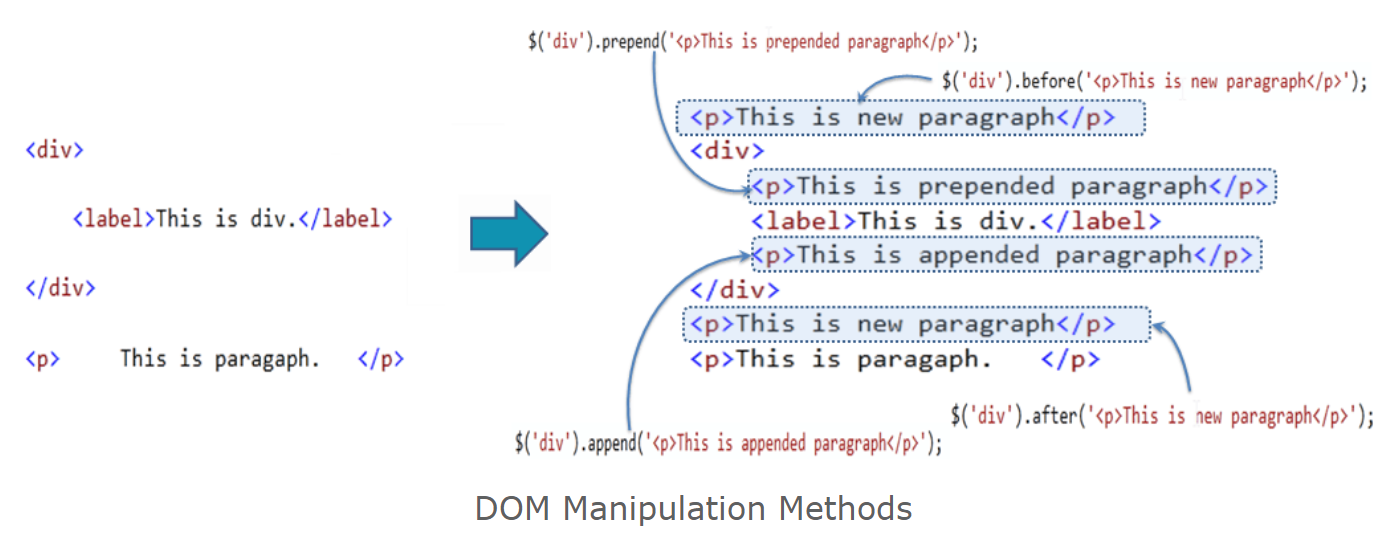 $('div').prepend('<p>This is prepended paragraph</p>');
$('div').before('<p>This is new paragraph</p>');
<div>
<label>This is div.</label>
</div>
<p> This is paragaph. </p>
<p>This is new paragraph</p>
<div>
<p>This is prepended paragraph</p>
<label>This is div.</label>
<p>This is appended paragraph</p>
</div>
<p>This is new paragraph</p>
<p>This is paragaph. </p>
$('div').after('<p>This is new paragraph</p>');
$('div').append('<p>This is appended paragraph</p>');
DOM Manipulation Methods